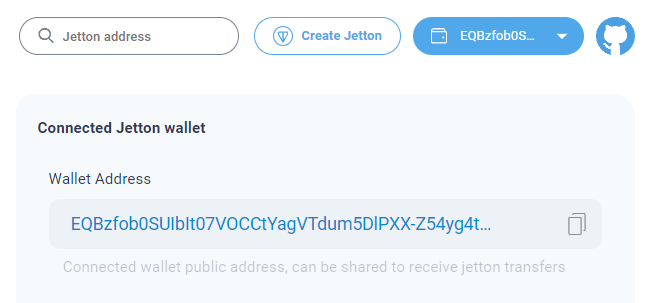 Jetton address
Create Jetton
EQBzfob0S...
Connected Jetton wallet
Wallet Address
EQBzfob0SUIbIt07VOCCtYagVTdum5DlPXX-Z54yg4t...
Connected wallet public address, can be shared to receive jetton transfers